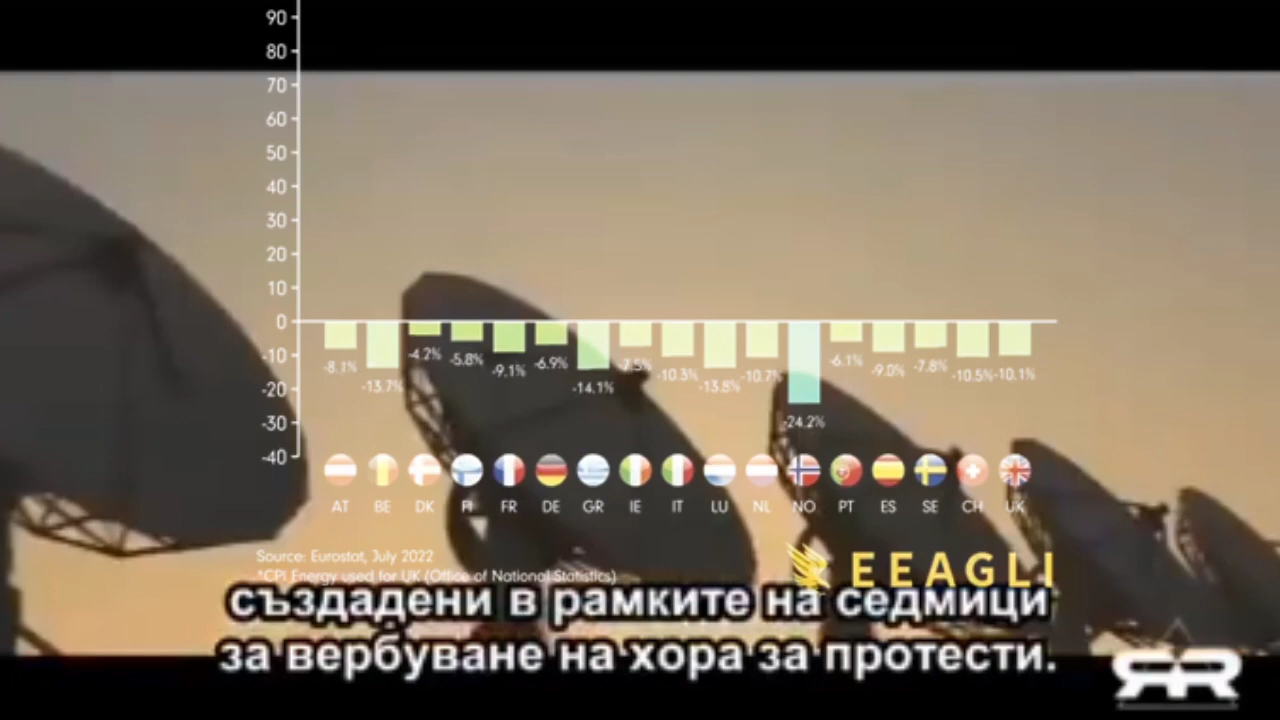 90
80
70
60
50
40
30
20
10
0
-10
-20
-30
-40
-8.1% -13.7% -4.2% -5.8% -9.1% -6.9% -14.1% -7.5% -10.3% -13.8% -10.7% -24.2% -6.1% -9.0% -7.8% -10.5% -10.1%
AT BE DK FI FR DE GR IE IT LU NL NO PT ES SE CH UK
Source: Eurostat, July 2022
*CPI Energy used for UK (Office of National Statistics)
EEAGLI
създадени в рамките на седмици
за вербуване на хора за протести.
RR